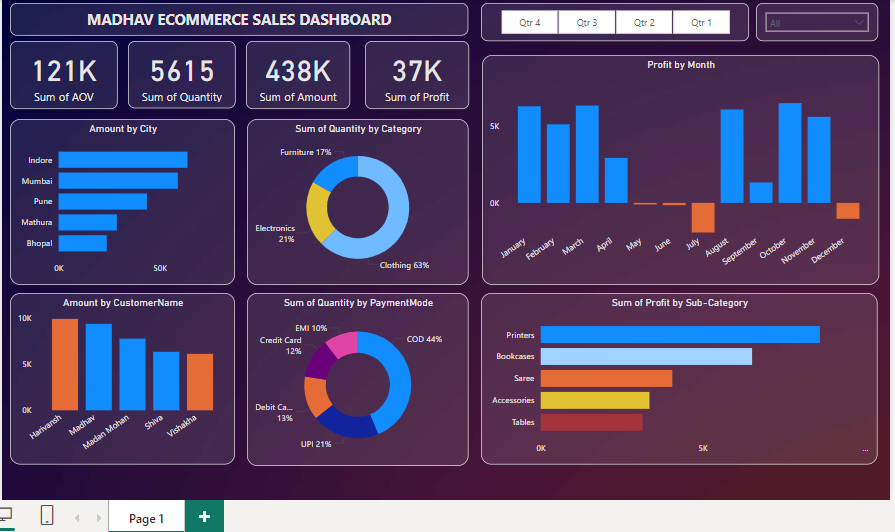 MADHAV ECOMMERCE SALES DASHBOARD
Qtr 4
Qtr 3
Qtr 2
Qtr 1
All
121K
Sum of AOV
5615
Sum of Quantity
438K
Sum of Amount
37K
Sum of Profit
Amount by City
Indore
Mumbai
Pune
Mathura
Bhopal
0K
50K
Sum of Quantity by Category
Furniture 17%
Electronics
21%
Clothing 63%
Profit by Month
5K
0K
January
February
March
April
May
June
July
August
September
October
November
December
Amount by CustomerName
10K
5K
0K
Harivansh
Madhav
Madan Mohan
Shiva
Vishakha
Sum of Quantity by PaymentMode
EMI 10%
Credit Card
12%
COD 44%
Debit Ca...
13%
UPI 21%
Sum of Profit by Sub-Category
Printers
Bookcases
Saree
Accessories
Tables
0K
5K
...
Page 1
+